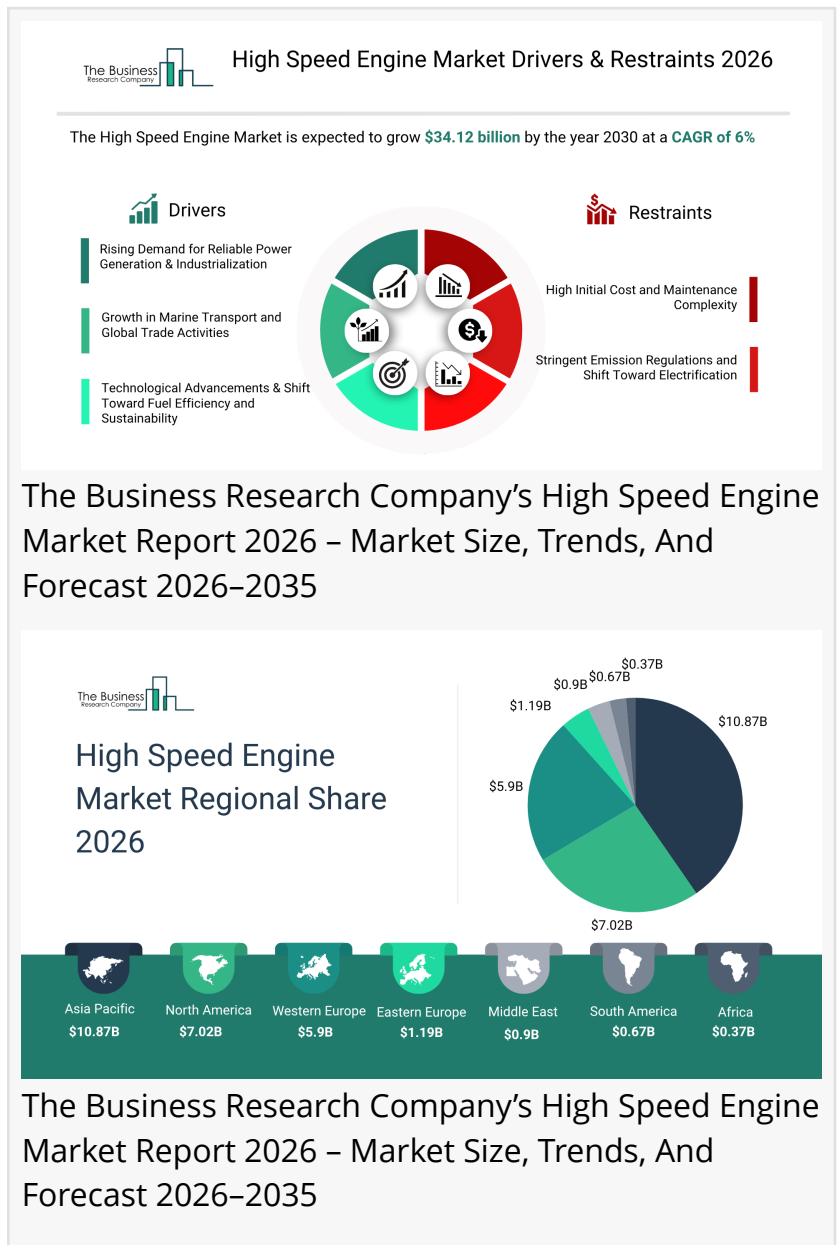 The Business
Research Company
High Speed Engine Market Drivers & Restraints 2026
The High Speed Engine Market is expected to grow $34.12 billion by the year 2030 at a CAGR of 6%
Drivers
Rising Demand for Reliable Power
Generation & Industrialization
Growth in Marine Transport and
Global Trade Activities
Technological Advancements & Shift
Toward Fuel Efficiency and
Sustainability
Restraints
High Initial Cost and Maintenance
Complexity
Stringent Emission Regulations and
Shift Toward Electrification
The Business Research Company’s High Speed Engine
Market Report 2026 – Market Size, Trends, And
Forecast 2026–2035
The Business
Research Company
High Speed Engine
Market Regional Share
2026
$0.37B
$0.67B
$0.9B
$1.19B
$10.87B
$5.9B
$7.02B
Asia Pacific
$10.87B
North America
$7.02B
Western Europe
$5.9B
Eastern Europe
$1.19B
Middle East
$0.9B
South America
$0.67B
Africa
$0.37B
The Business Research Company’s High Speed Engine
Market Report 2026 – Market Size, Trends, And
Forecast 2026–2035